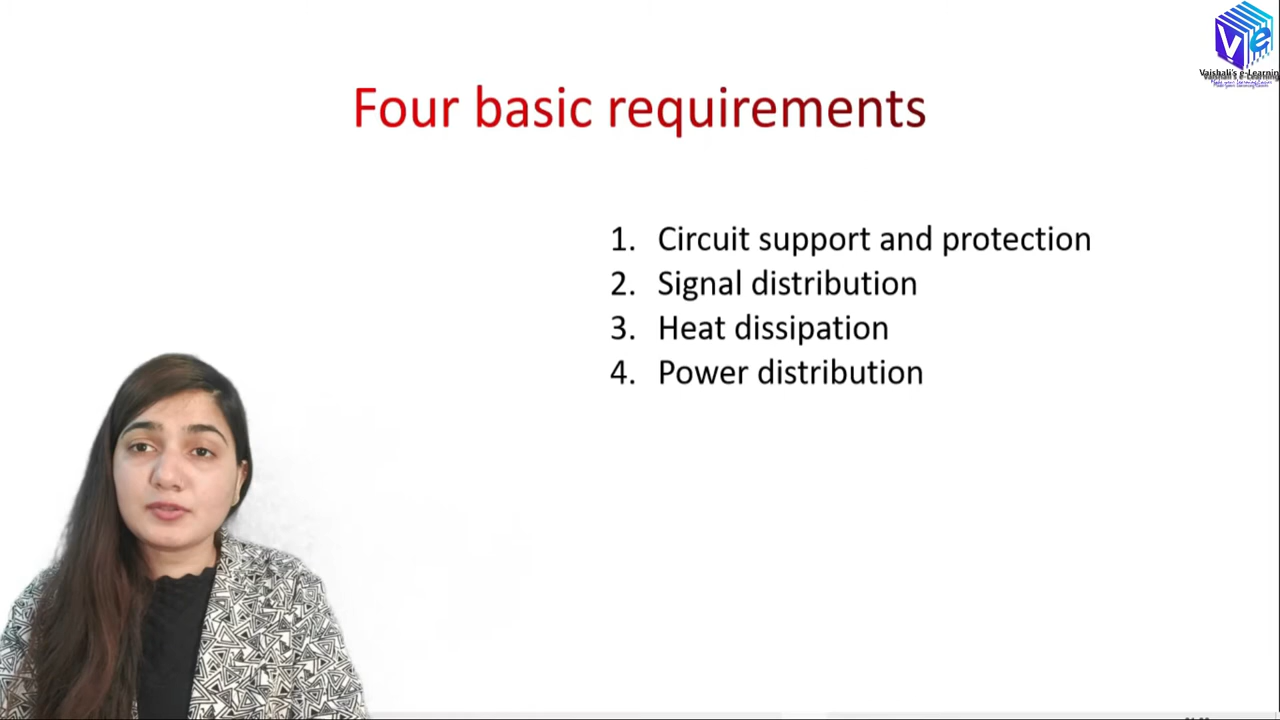 Vaishali's e-Learning
Four basic requirements
1. Circuit support and protection
2. Signal distribution
3. Heat dissipation
4. Power distribution